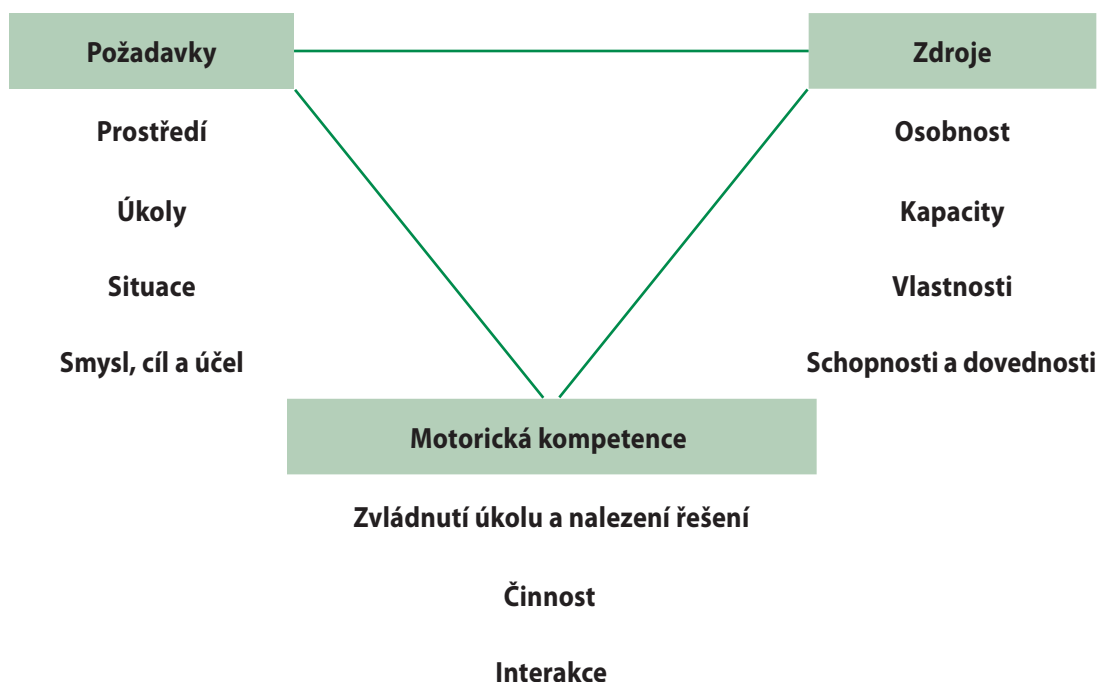 Požadavky
Zdroje
Prostředí
Osobnost
Úkoly
Kapacity
Situace
Vlastnosti
Smysl, cíl a účel
Schopnosti a dovednosti
Motorická kompetence
Zvládnutí úkolu a nalezení řešení
Činnost
Interakce